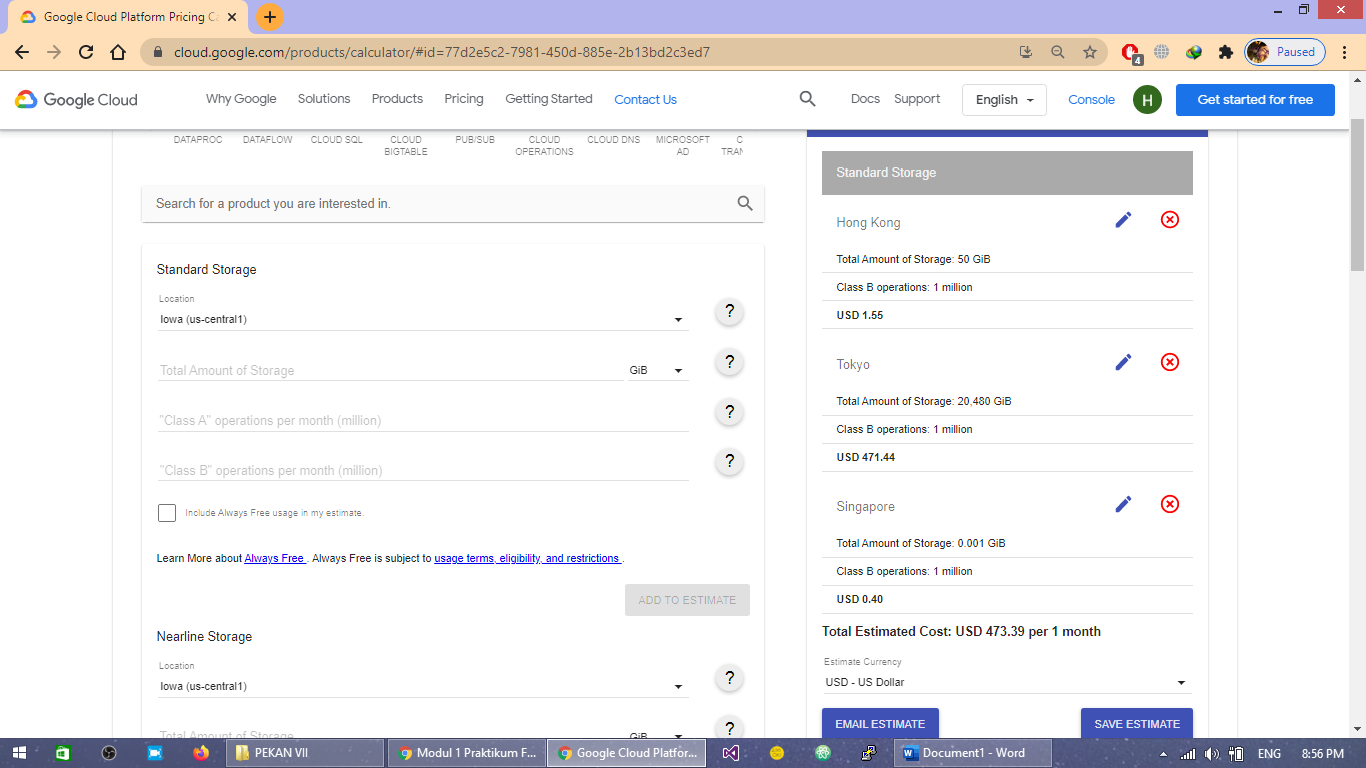 Google Cloud Platform Pricing Ca
cloud.google.com/products/calculator/#id=77d2e5c2-7981-450d-885e-2b13bd2c3ed7
4
Paused
Google Cloud
Why Google
Solutions
Products
Pricing
Getting Started
Contact Us
Docs
Support
English
Console
H
Get started for free
DATAPROC
DATAFLOW
CLOUD SQL
CLOUD
BIGTABLE
PUB/SUB
CLOUD
OPERATIONS
CLOUD DNS
MICROSOFT
AD
C
TRAN
Search for a product you are interested in.
Standard Storage
Location
Iowa (us-central1)
?
Total Amount of Storage
GiB
?
"Class A" operations per month (million)
?
"Class B" operations per month (million)
?
Include Always Free usage in my estimate.
Learn More about Always Free . Always Free is subject to usage terms, eligibility, and restrictions .
ADD TO ESTIMATE
Nearline Storage
Location
Iowa (us-central1)
?
Total Amount of Storage
GiB
?
Standard Storage
Hong Kong
Total Amount of Storage: 50 GiB
Class B operations: 1 million
USD 1.55
Tokyo
Total Amount of Storage: 20,480 GiB
Class B operations: 1 million
USD 471.44
Singapore
Total Amount of Storage: 0.001 GiB
Class B operations: 1 million
USD 0.40
Total Estimated Cost: USD 473.39 per 1 month
Estimate Currency
USD - US Dollar
EMAIL ESTIMATE
SAVE ESTIMATE
PEKAN VII
Modul 1 Praktikum F...
Google Cloud Platfor...
Document1 - Word
ENG
8:56 PM